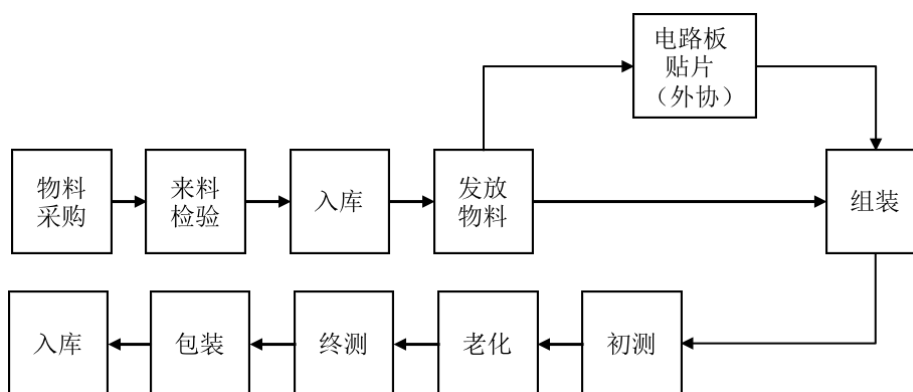 电路板
贴片
（外协）
物料
采购
来料
检验
入库
发放
物料
组装
入库
包装
终测
老化
初测